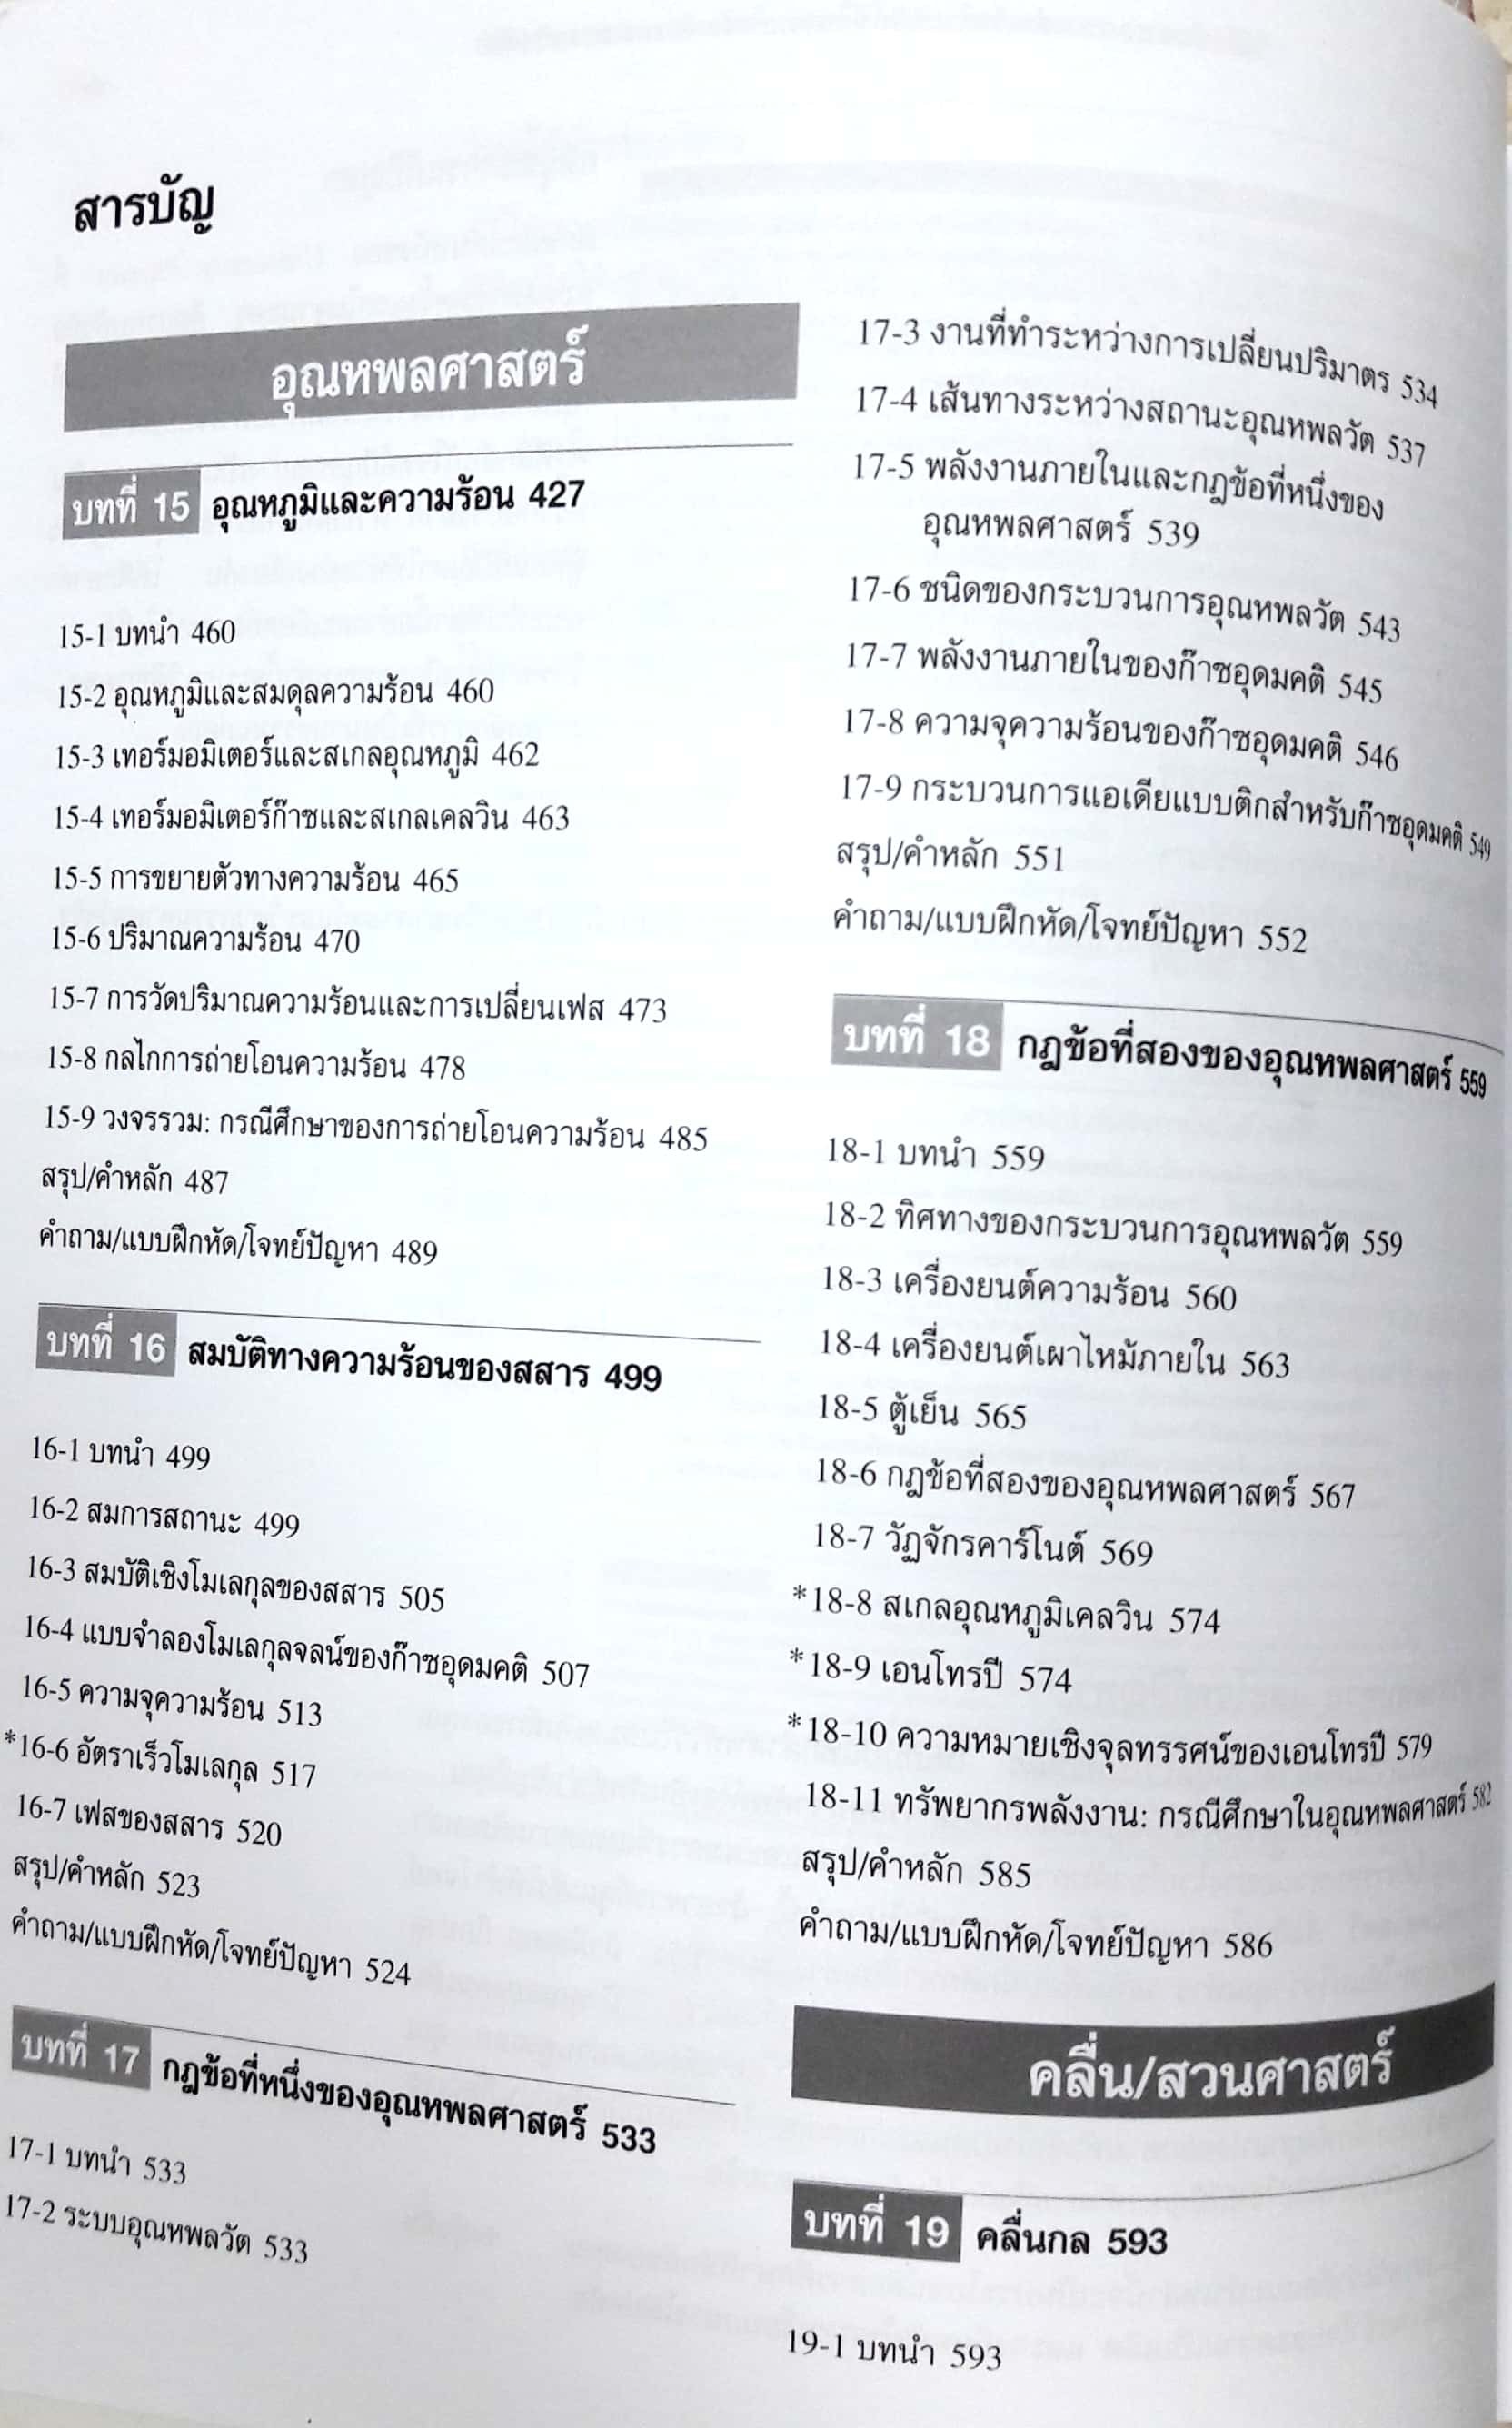 สารบัญ
อุณหพลศาสตร์
บทที่ 15 อุณหภูมิและความร้อน 427
15-1 บทนำ 460
15-2 อุณหภูมิและสมดุลความร้อน 460
15-3 เทอร์มอมิเตอร์และสเกลอุณหภูมิ 462
15-4 เทอร์มอมิเตอร์ก๊าซและสเกลเคลวิน 463
15-5 การขยายตัวทางความร้อน 465
15-6 ปริมาณความร้อน 470
15-7 การวัดปริมาณความร้อนและการเปลี่ยนเฟส 473
15-8 กลไกการถ่ายโอนความร้อน 478
15-9 วงจรรวม: กรณีศึกษาของการถ่ายโอนความร้อน 485
สรุป/คำหลัก 487
คำถาม/แบบฝึกหัด/โจทย์ปัญหา 489
บทที่ 16 สมบัติทางความร้อนของสสาร 499
16-1 บทนำ 499
16-2 สมการสถานะ 499
16-3 สมบัติเชิงโมเลกุลของสสาร 505
16-4 แบบจำลองโมเลกุลจลน์ของก๊าซอุดมคติ 507
16-5 ความจุความร้อน 513
*16-6 อัตราเร็วโมเลกุล 517
16-7 เฟสของสสาร 520
สรุป/คำหลัก 523
คำถาม/แบบฝึกหัด/โจทย์ปัญหา 524
บทที่ 17 กฎข้อที่หนึ่งของอุณหพลศาสตร์ 533
17-1 บทนำ 533
17-2 ระบบอุณหพลวัต 533
17-3 งานที่ทำระหว่างการเปลี่ยนปริมาตร 534
17-4 เส้นทางระหว่างสถานะอุณหพลวัต 537
17-5 พลังงานภายในและกฎข้อที่หนึ่งของ
อุณหพลศาสตร์ 539
17-6 ชนิดของกระบวนการอุณหพลวัต 543
17-7 พลังงานภายในของก๊าซอุดมคติ 545
17-8 ความจุความร้อนของก๊าซอุดมคติ 546
17-9 กระบวนการแอเดียแบบติกสำหรับก๊าซอุดมคติ 549
สรุป/คำหลัก 551
คำถาม/แบบฝึกหัด/โจทย์ปัญหา 552
บทที่ 18 กฎข้อที่สองของอุณหพลศาสตร์ 559
18-1 บทนำ 559
18-2 ทิศทางของกระบวนการอุณหพลวัต 559
18-3 เครื่องยนต์ความร้อน 560
18-4 เครื่องยนต์เผาไหม้ภายใน 563
18-5 ตู้เย็น 565
18-6 กฎข้อที่สองของอุณหพลศาสตร์ 567
18-7 วัฏจักรคาร์โนต์ 569
*18-8 สเกลอุณหภูมิเคลวิน 574
*18-9 เอนโทรปี 574
*18-10 ความหมายเชิงจุลทรรศน์ของเอนโทรปี 579
18-11 ทรัพยากรพลังงาน: กรณีศึกษาในอุณหพลศาสตร์ 582
สรุป/คำหลัก 585
คำถาม/แบบฝึกหัด/โจทย์ปัญหา 586
คลื่น/สวนศาสตร์
บทที่ 19 คลื่นกล 593
19-1 บทนำ 593